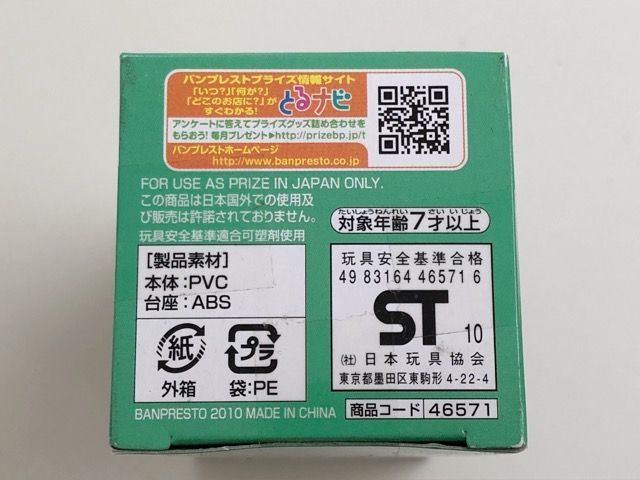 バンプレストプライズ情報サイト
「いつ?」「何が?」
「どこのお店に?」が
すぐわかる!
とるナビ
アンケートに答えてプライズグッズ詰め合わせを
もらおう!毎月プレゼント▶http://prizebp.jp/t
バンプレストホームページ
http://www.banpresto.co.jp
FOR USE AS PRIZE IN JAPAN ONLY.
この商品は日本国外での使用及
び販売は許諾されておりません。
玩具安全基準適合可塑剤使用
たいしょうねんれい さい いじょう
対象年齢7才以上
[製品素材]
本体:PVC
台座:ABS
紙
外箱
プラ
袋:PE
玩具安全基準合格
49 83164 46571 6
ST 10
(社)日本玩具協会
東京都墨田区東駒形4-22-4
BANPRESTO 2010 MADE IN CHINA
商品コード 46571